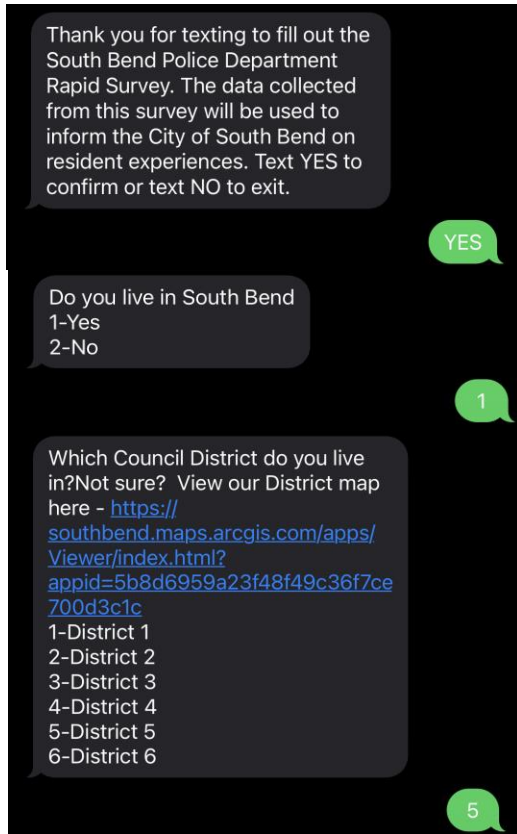 Thank you for texting to fill out the
South Bend Police Department
Rapid Survey. The data collected
from this survey will be used to
inform the City of South Bend on
resident experiences. Text YES to
confirm or text NO to exit.
YES
Do you live in South Bend
1-Yes
2-No
1
Which Council District do you live
in?Not sure?  View our District map
here - https://
southbend.maps.arcgis.com/apps/
Viewer/index.html?
appid=5b8d6959a23f48f49c36f7ce
700d3c1c
1-District 1
2-District 2
3-District 3
4-District 4
5-District 5
6-District 6
5